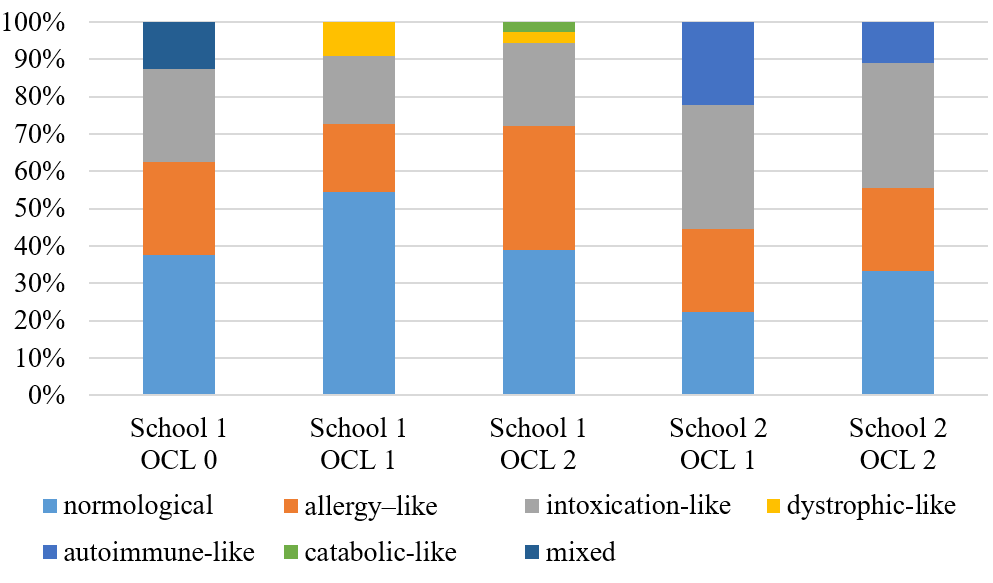 100%
90%
80%
70%
60%
50%
40%
30%
20%
10%
0%
School 1 School 1 School 1 School 2 School 2
OCL 0 OCL 1 OCL 2 OCL 1 OCL 2
normological allergy–like intoxication-like dystrophic-like
autoimmune-like catabolic-like mixed